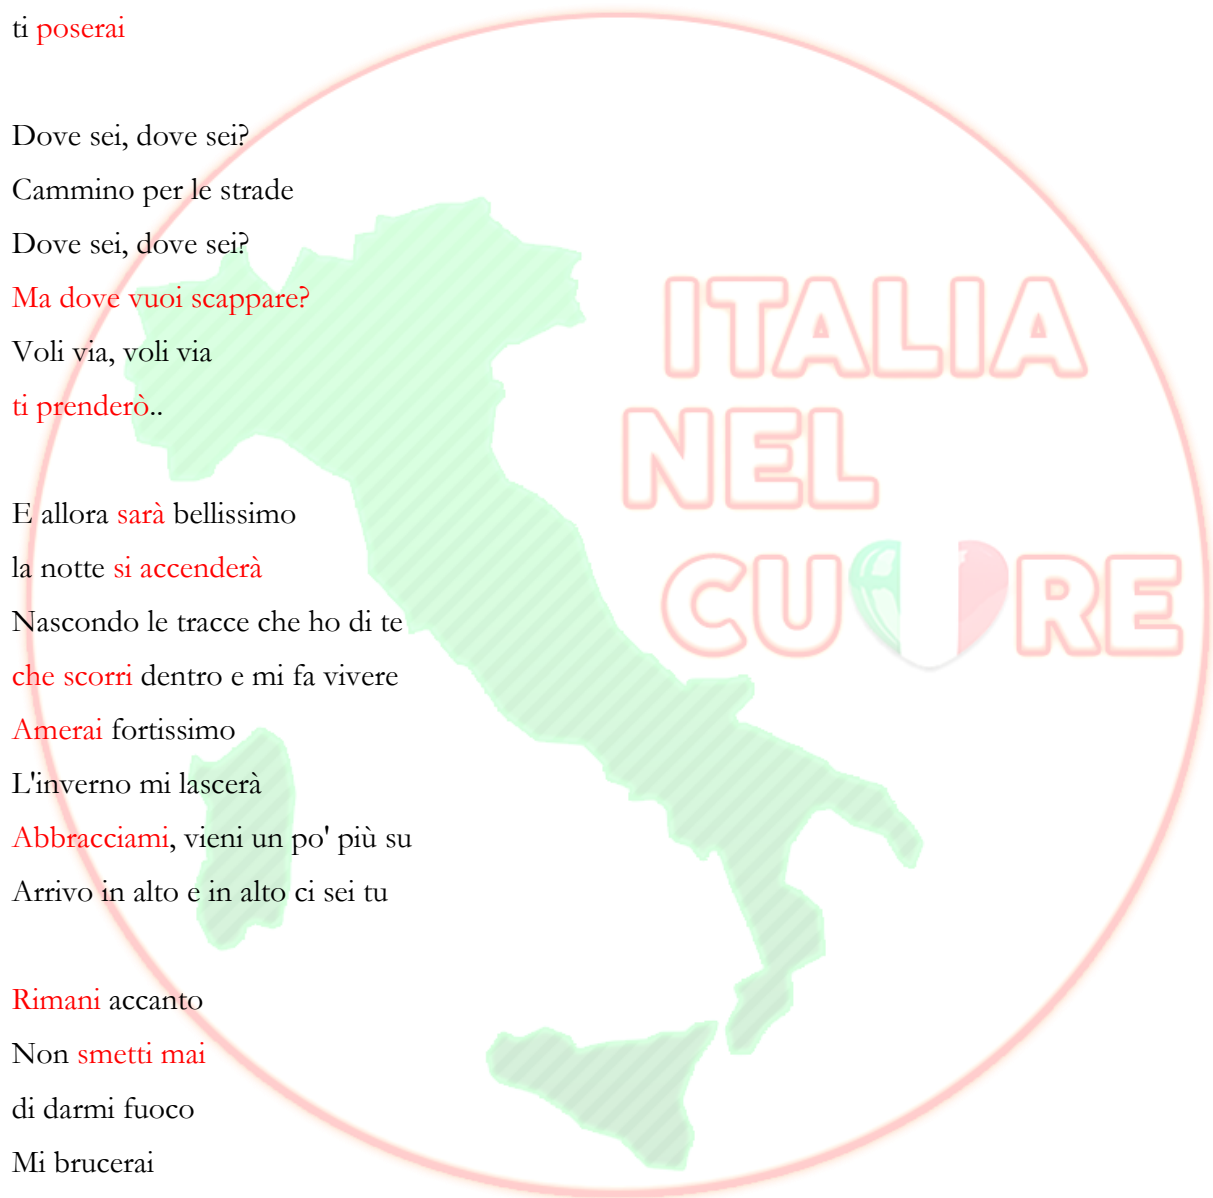 ti poserai
Dove sei, dove sei?
Cammino per le strade
Dove sei, dove sei?
Ma dove vuoi scappare?
Voli via, voli via
ti prenderò..
E allora sarà bellissimo
la notte si accenderà
Nascondo le tracce che ho di te
che scorri dentro e mi fa vivere
Amerai fortissimo
L'inverno mi lascerà
Abbracciami, vieni un po' più su
Arrivo in alto e in alto ci sei tu
Rimani accanto
Non smetti mai
di darmi fuoco
Mi brucerai
ITALIA
NEL
CUORE